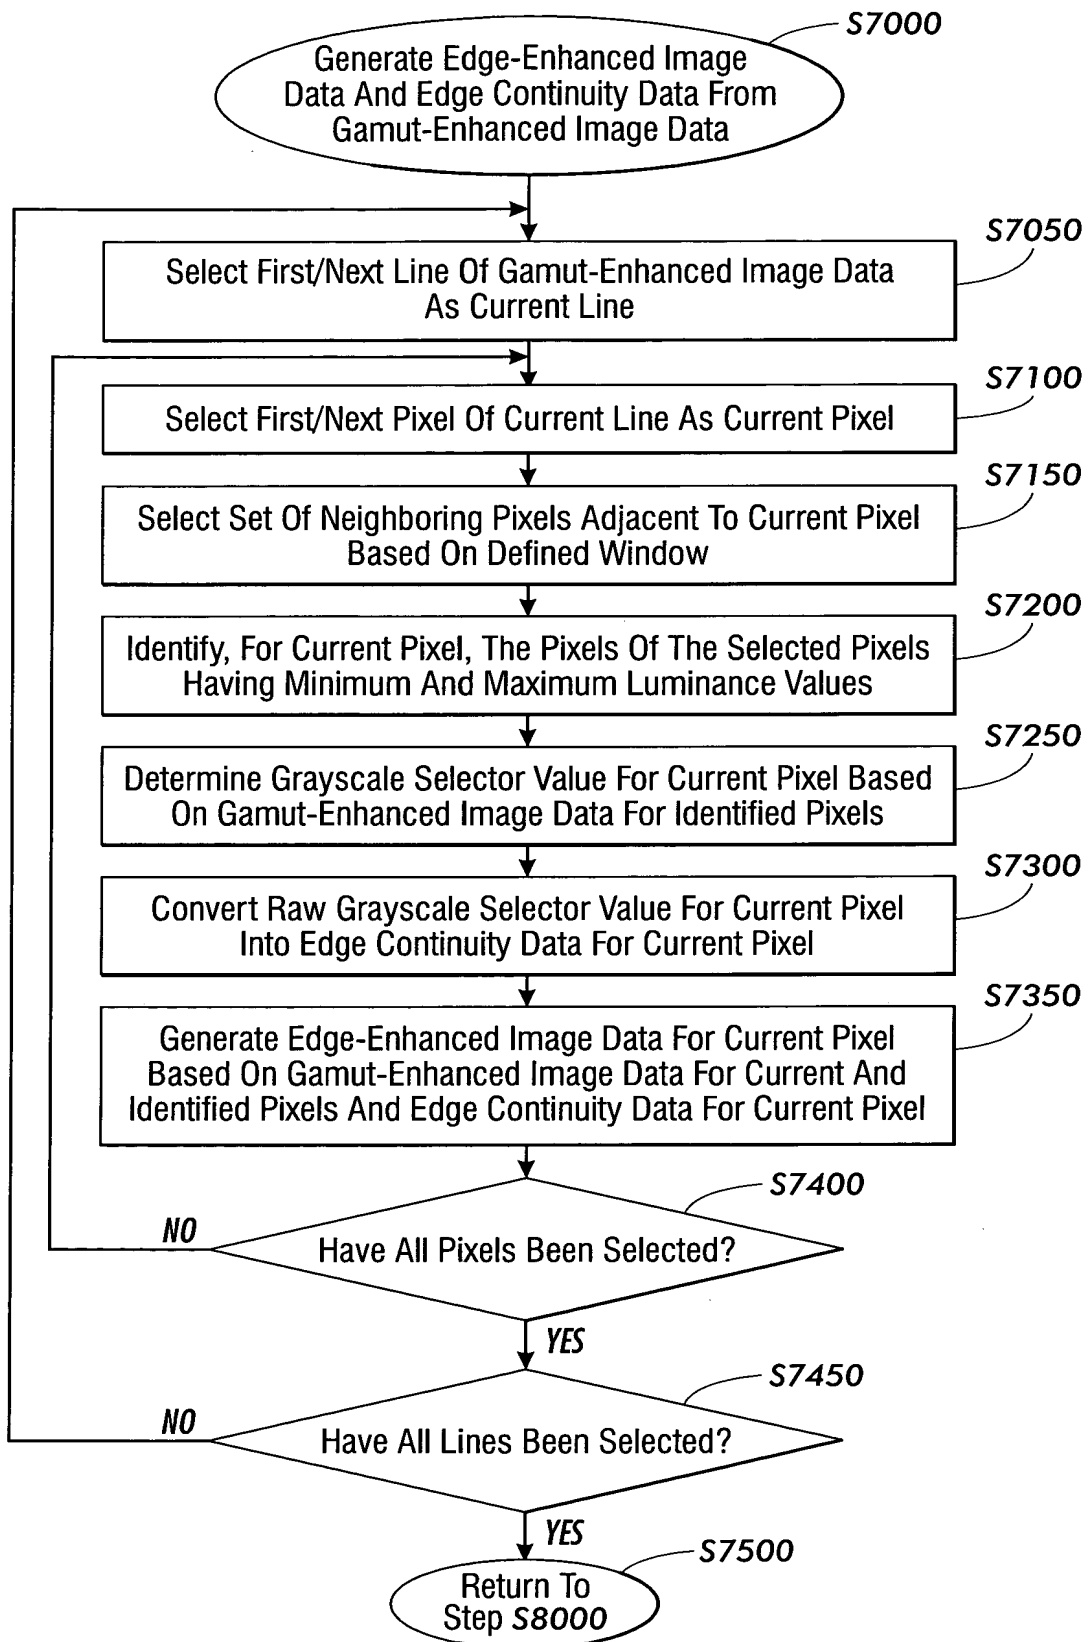 S7000
Generate Edge-Enhanced Image
Data And Edge Continuity Data From
Gamut-Enhanced Image Data
S7050
Select First/Next Line Of Gamut-Enhanced Image Data
As Current Line
S7100
Select First/Next Pixel Of Current Line As Current Pixel
S7150
Select Set Of Neighboring Pixels Adjacent To Current Pixel
Based On Defined Window
S7200
Identify, For Current Pixel, The Pixels Of The Selected Pixels
Having Minimum And Maximum Luminance Values
S7250
Determine Grayscale Selector Value For Current Pixel Based
On Gamut-Enhanced Image Data For Identified Pixels
S7300
Convert Raw Grayscale Selector Value For Current Pixel
Into Edge Continuity Data For Current Pixel
S7350
Generate Edge-Enhanced Image Data For Current Pixel
Based On Gamut-Enhanced Image Data For Current And
Identified Pixels And Edge Continuity Data For Current Pixel
S7400
NO
Have All Pixels Been Selected?
YES
S7450
NO
Have All Lines Been Selected?
YES
S7500
Return To
Step S8000